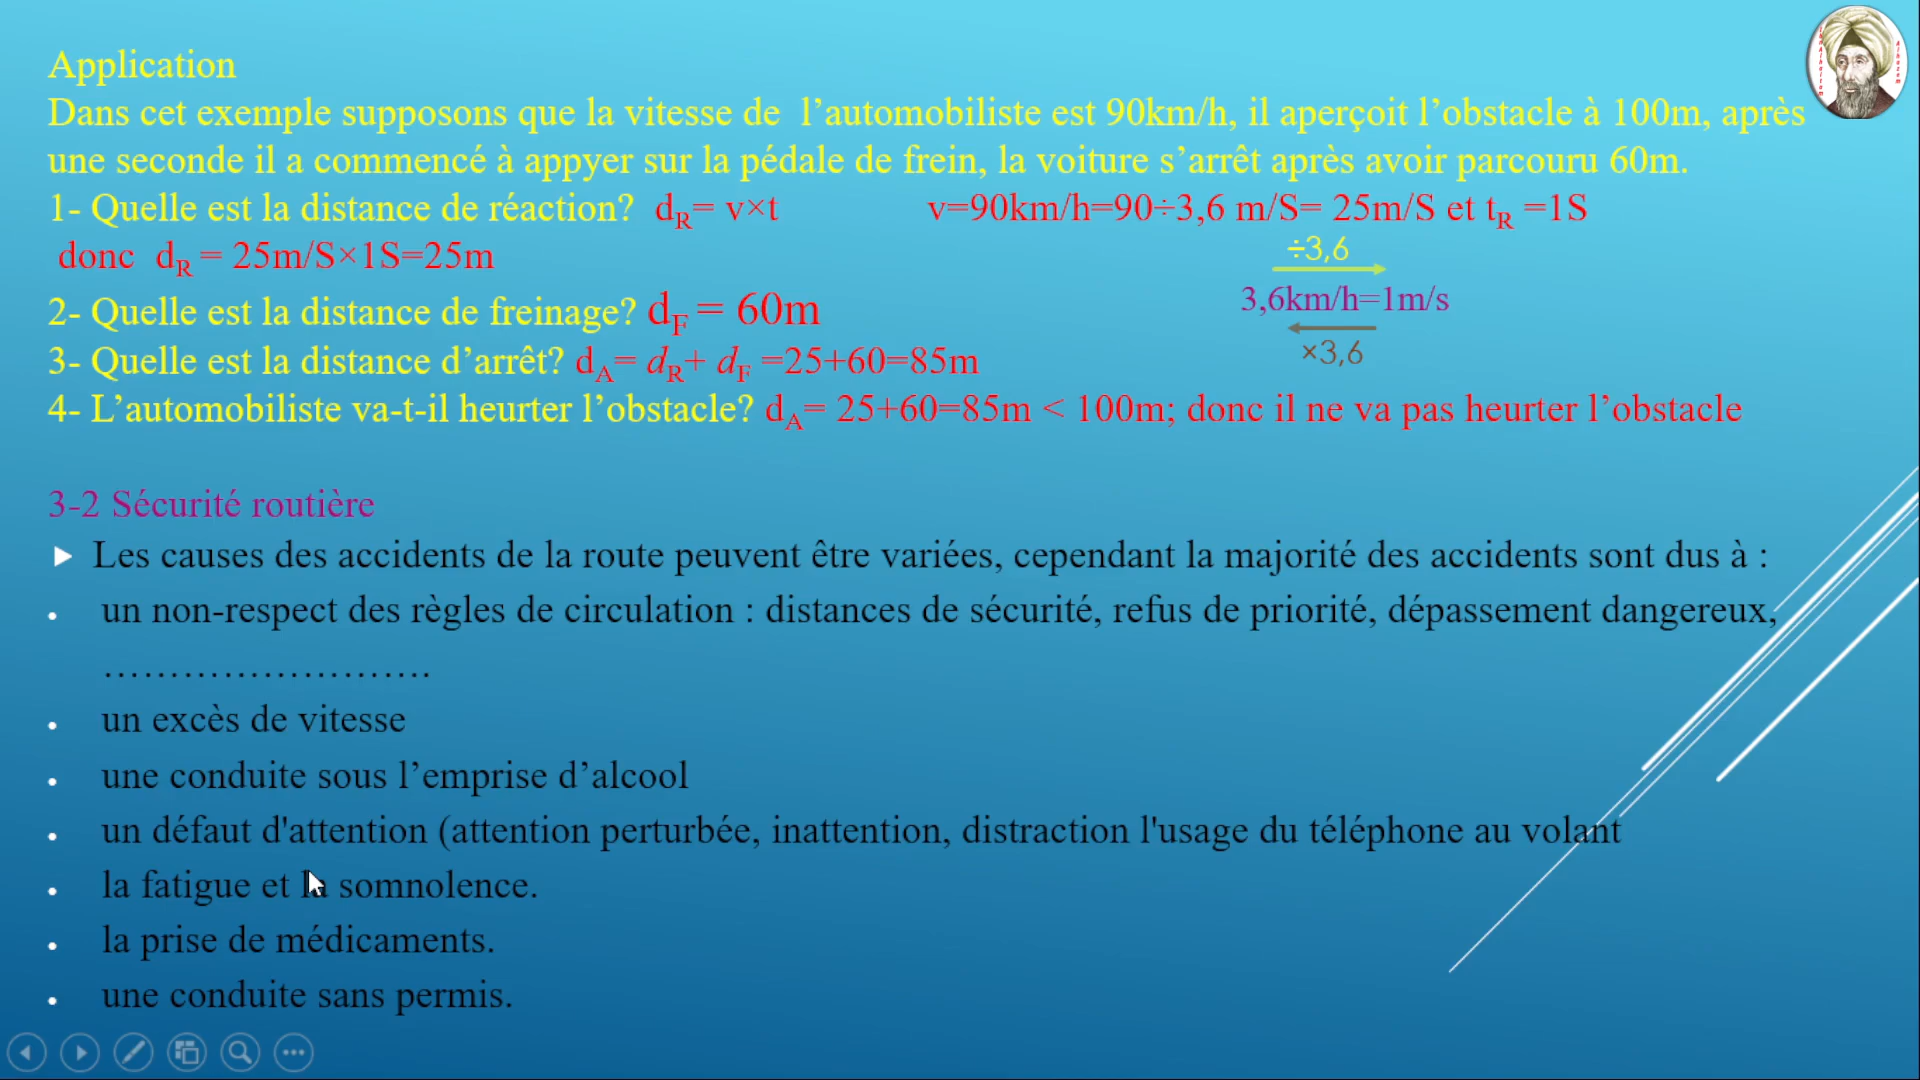 Application
Dans cet exemple supposons que la vitesse de l’automobiliste est 90km/h, il aperçoit l’obstacle à 100m, après
une seconde il a commencé à appyer sur la pédale de frein, la voiture s’arrêt après avoir parcouru 60m.
1- Quelle est la distance de réaction? dR= v×t v=90km/h=90÷3,6 m/S= 25m/S et tR =1S
donc dR = 25m/S×1S=25m
÷3,6
3,6km/h=1m/s
×3,6
2- Quelle est la distance de freinage? dF = 60m
3- Quelle est la distance d’arrêt? dA= dR+ dF =25+60=85m
4- L’automobiliste va-t-il heurter l’obstacle? dA= 25+60=85m < 100m; donc il ne va pas heurter l’obstacle
3-2 Sécurité routière
Les causes des accidents de la route peuvent être variées, cependant la majorité des accidents sont dus à :
• un non-respect des règles de circulation : distances de sécurité, refus de priorité, dépassement dangereux,
…………………….
• un excès de vitesse
• une conduite sous l’emprise d’alcool
• un défaut d'attention (attention perturbée, inattention, distraction l'usage du téléphone au volant
• la fatigue et la somnolence.
• la prise de médicaments.
• une conduite sans permis.